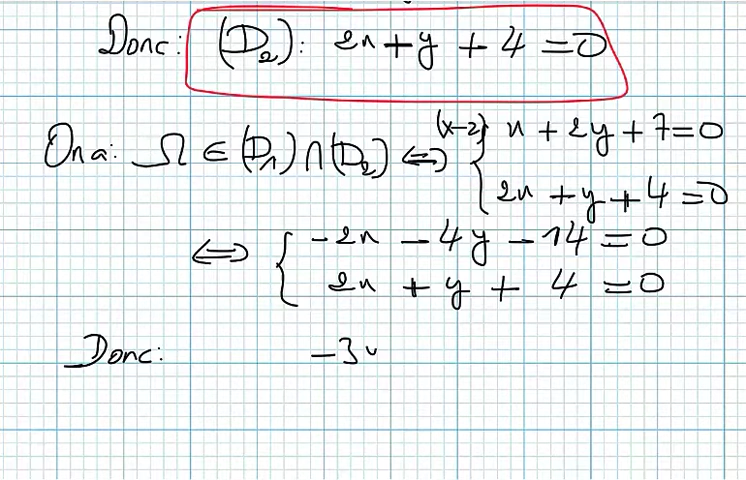 Donc: (D₂): 2x + y + 4 = 0
On a: Ω ∈ (D₁) ∩ (D₂) ⟺ (x-2) { x + 2y + 7 = 0
2x + y + 4 = 0
⟺ { -2x - 4y - 14 = 0
2x + y + 4 = 0
Donc: -3y